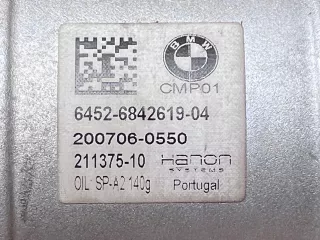 BMW
CMP01
6452-6842619-04
200706-0550
211375-10 Hanon
SYSTEMS
OIL SP-A2 140g Portugal